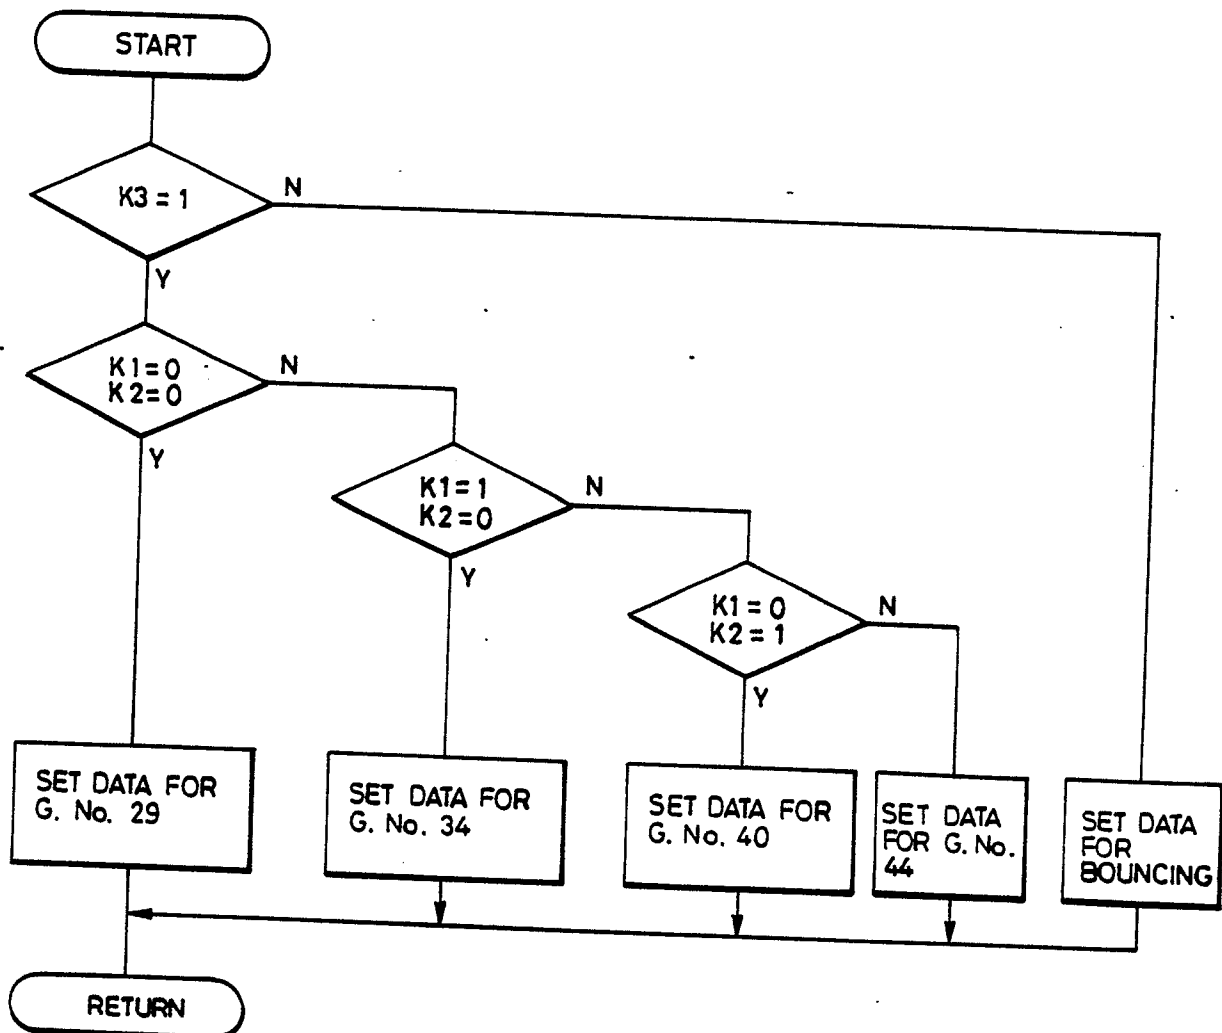 START
K3 = 1
N
Y
K1=0
K2=0
N
Y
K1=1
K2=0
N
Y
K1=0
K2=1
N
Y
SET DATA FOR
G. No. 29
SET DATA FOR
G. No. 34
SET DATA FOR
G. No. 40
SET DATA
FOR G. No.
44
SET DATA
FOR
BOUNCING
RETURN